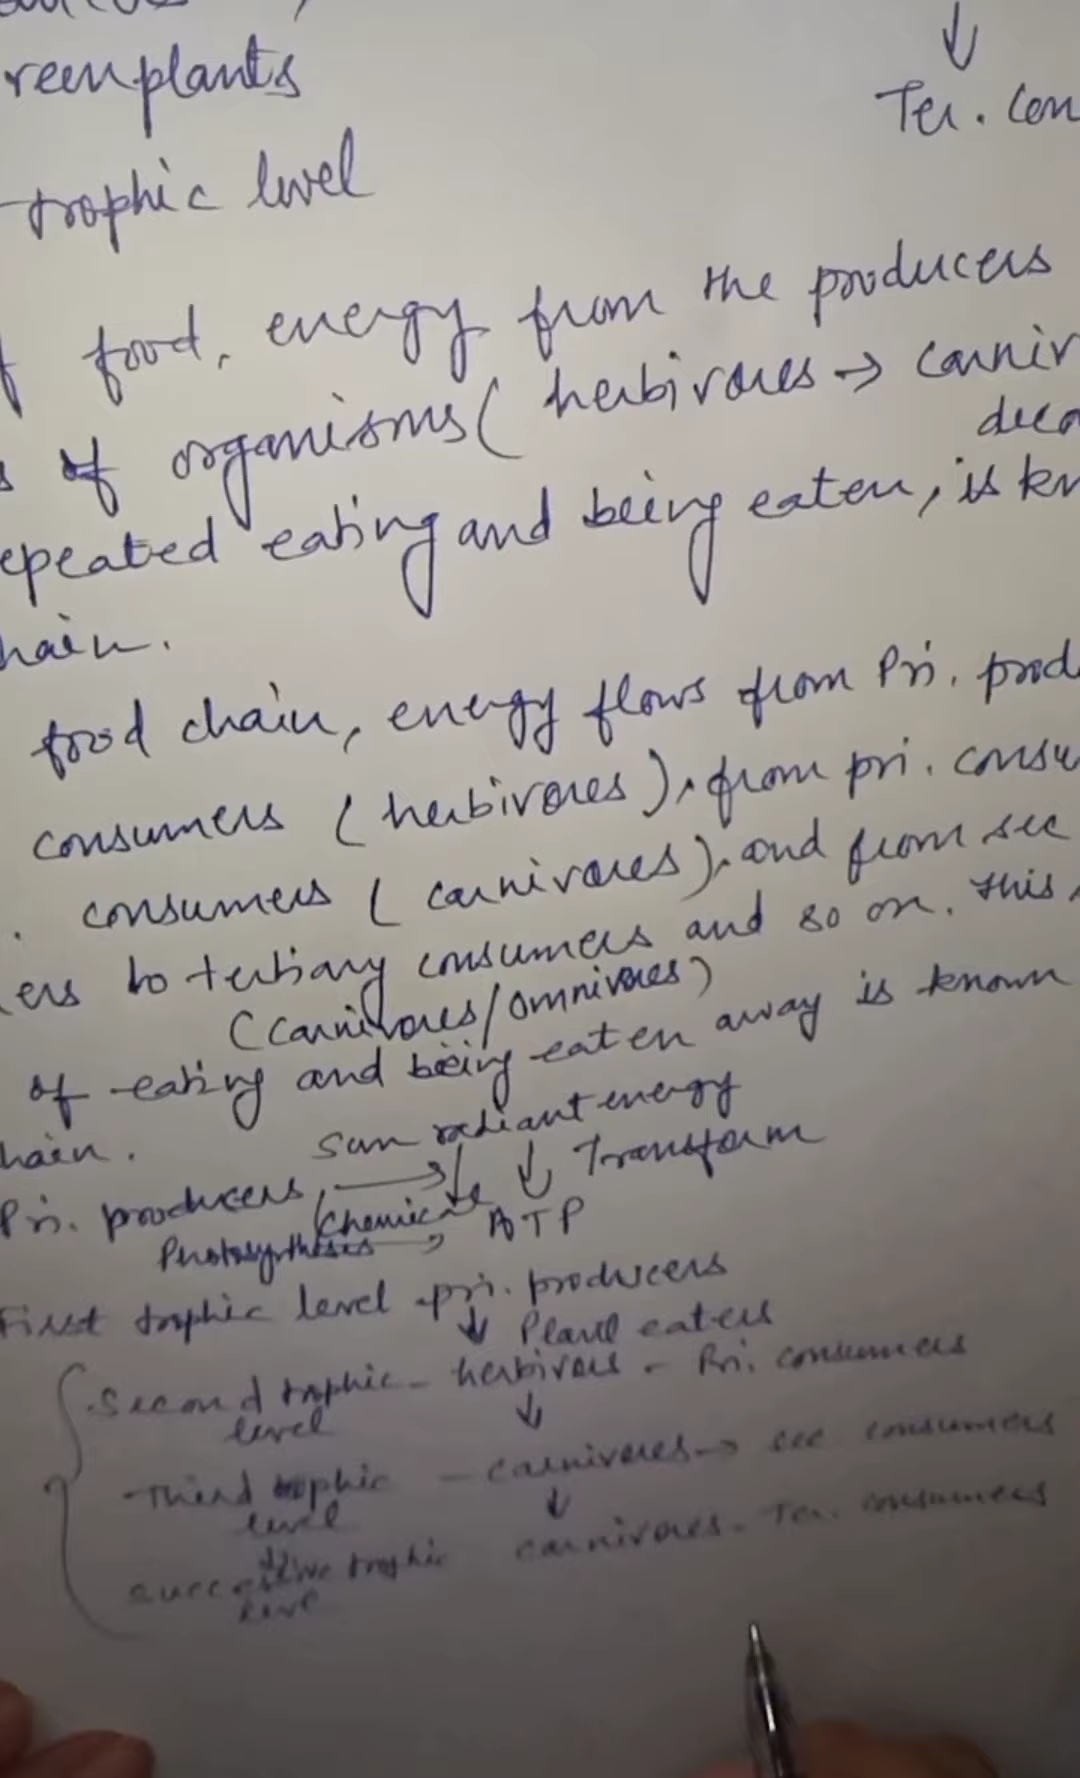 reen plants
Ter. Con
trophic level
f food, energy from the producers
s of organisms ( herbivores → carniv
deco
epeated eating and being eaten, is kn
hain.
food chain, energy flows from Pri. prod
consumers ( herbivores ), from pri. consu
. consumers ( carnivores ), and from sec
ers to tertiary consumers and so on. This
( carnivores/omnivores )
of eating and being eaten away is known
hain.
Sun radiant energy
↓ Transform
Pri. producers →
Chemical ATP
Photosynthesis →
First trophic level pri. producers
↓ Plant eaters
Second trophic - herbivores - Pri. consumers
level ↓
Third trophic - carnivores → sec consumers
level ↓
successive trophic carnivores - Ter. consumers
level